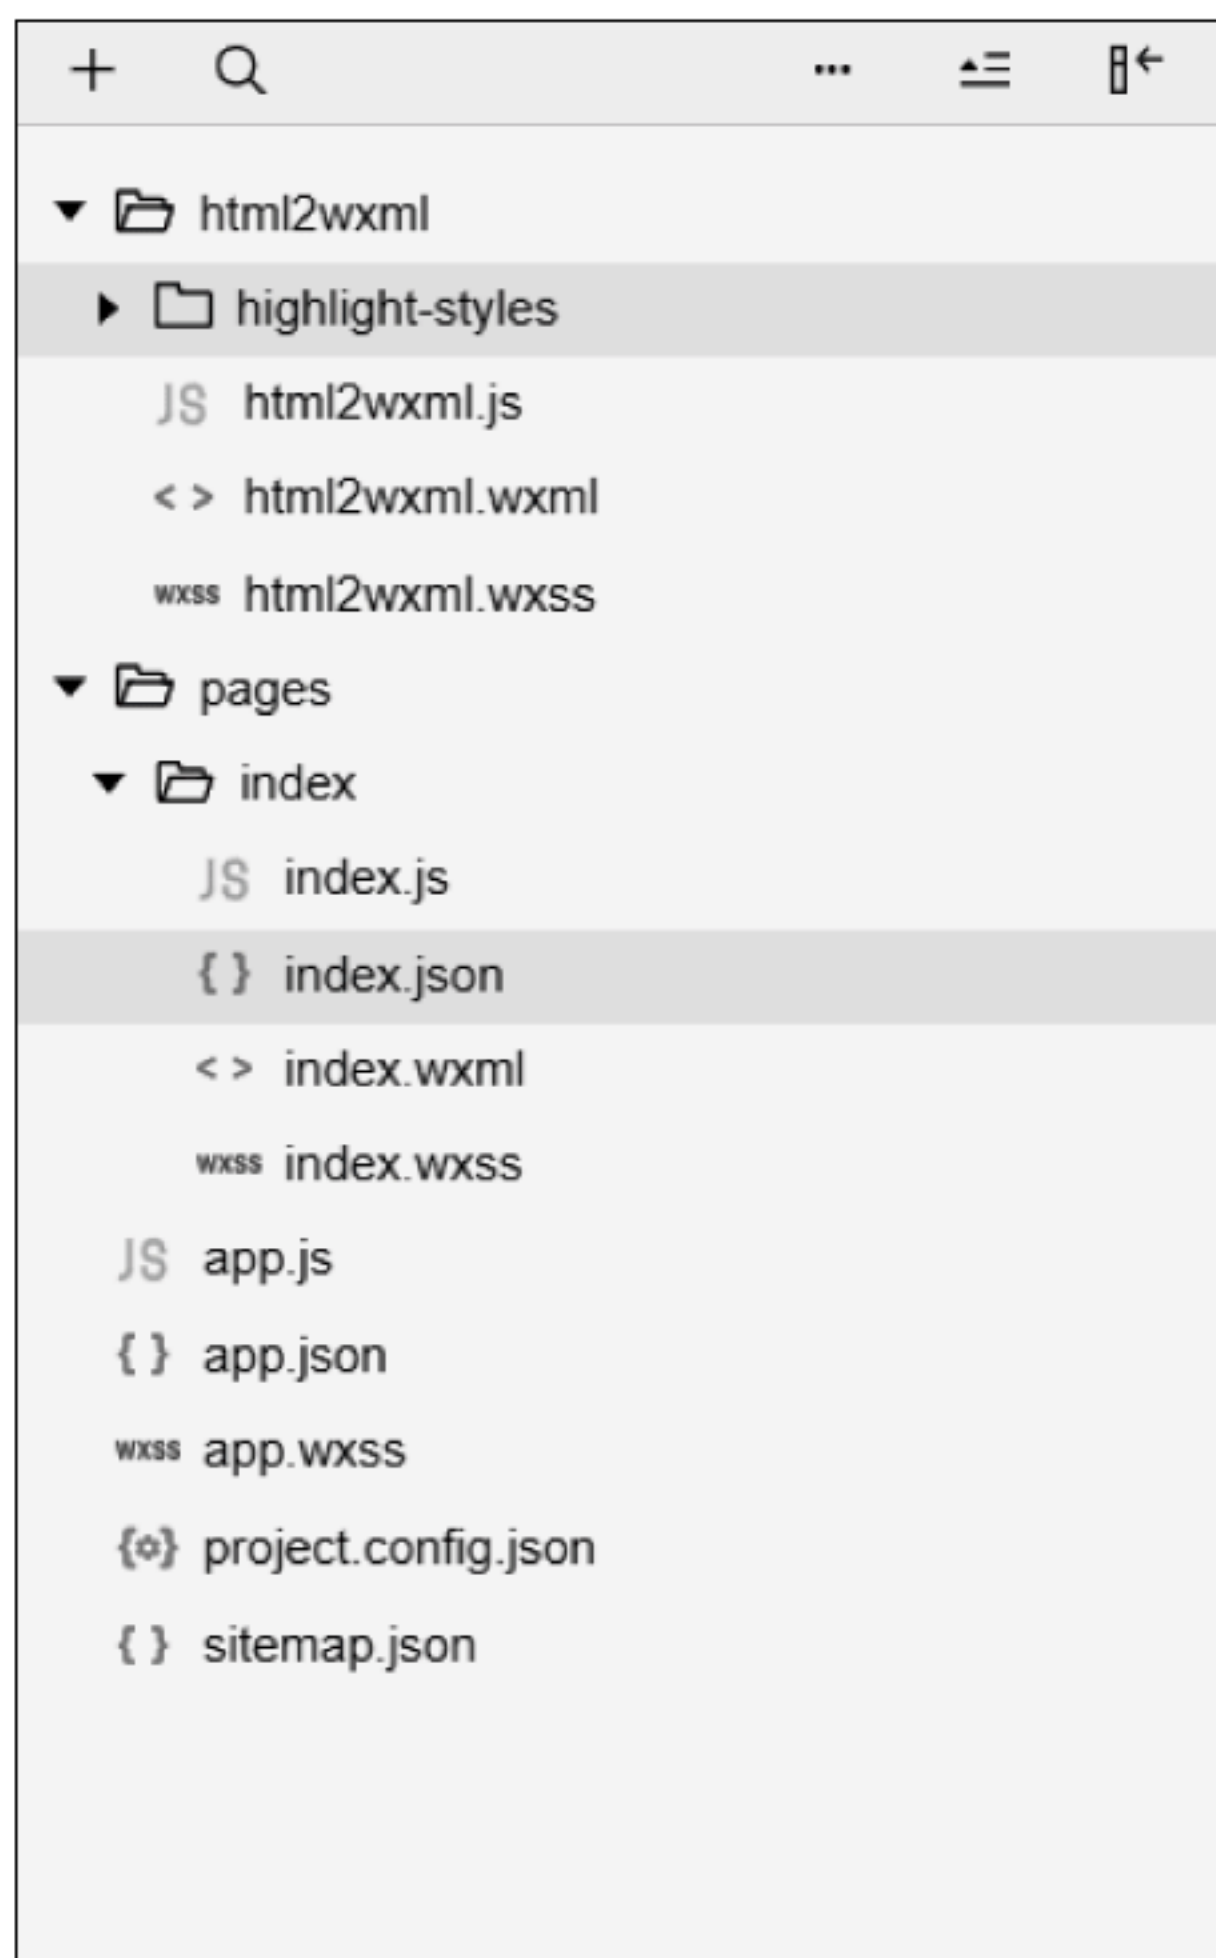 html2wxml
highlight-styles
JS html2wxml.js
< > html2wxml.wxml
wxss html2wxml.wxss
pages
index
JS index.js
{ } index.json
< > index.wxml
wxss index.wxss
JS app.js
{ } app.json
wxss app.wxss
project.config.json
{ } sitemap.json